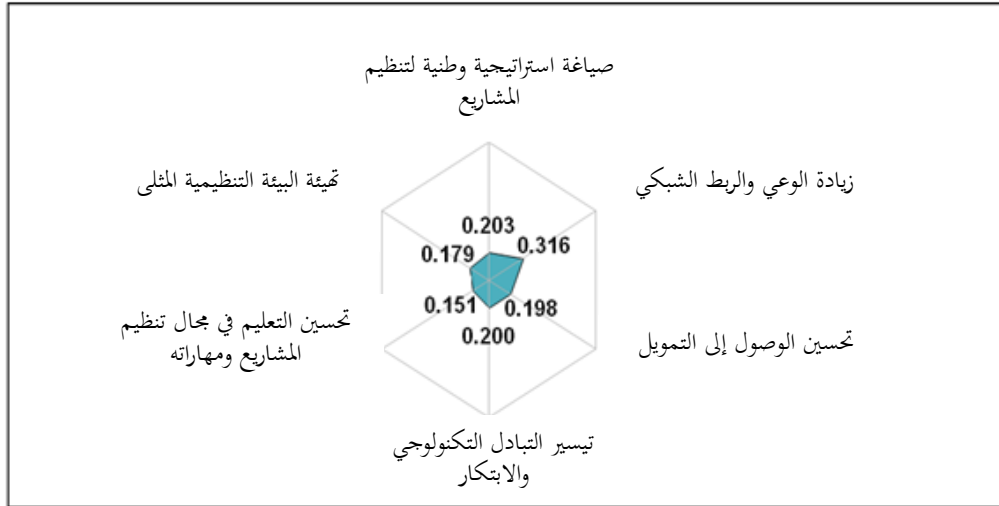 صياغة استراتيجية وطنية لتنظيم
المشاريع
زيادة الوعي والربط الشبكي
تهيئة البيئة التنظيمية المثلى
0.203
0.316
0.179
0.198
0.151
0.200
تحسين الوصول إلى التمويل
تحسين التعليم في مجال تنظيم
المشاريع ومهاراته
تيسير التبادل التكنولوجي
والابتكار